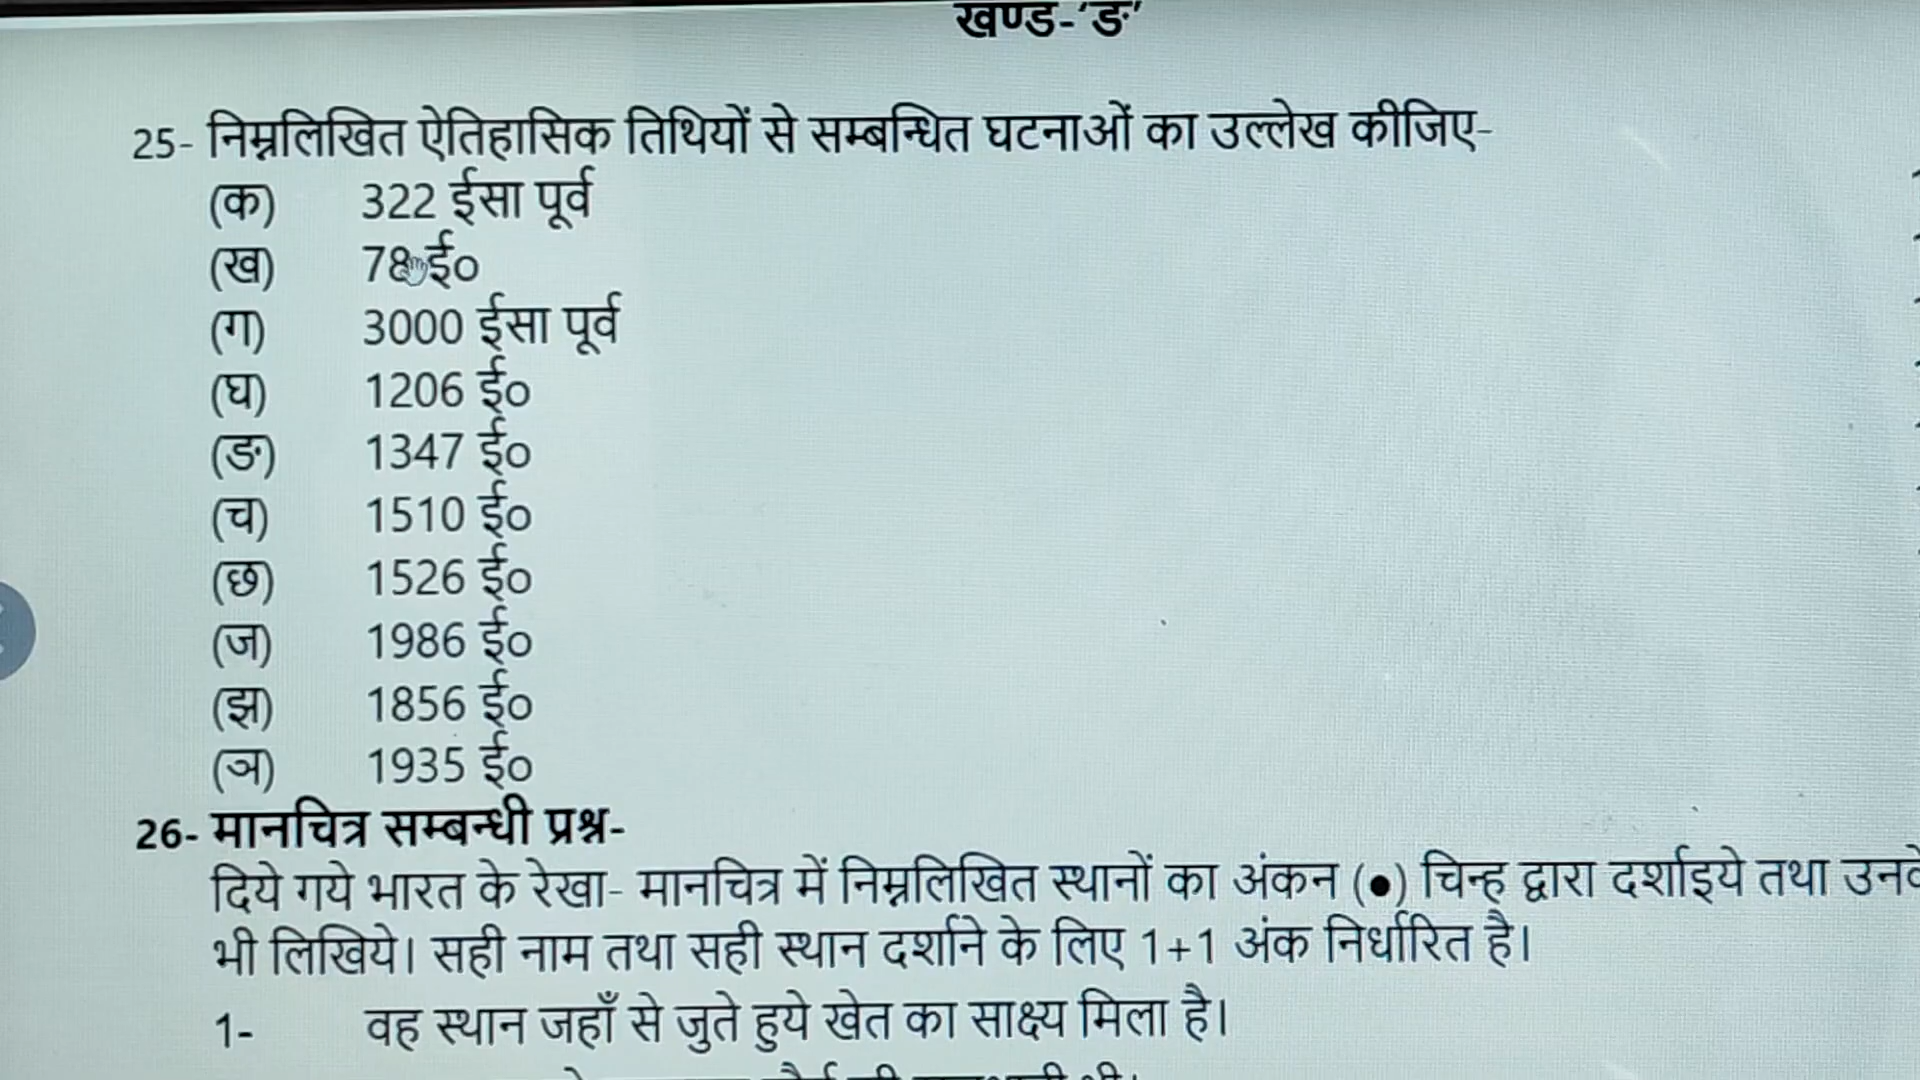 खण्ड-'ङ'
25- निम्नलिखित ऐतिहासिक तिथियों से सम्बन्धित घटनाओं का उल्लेख कीजिए-
(क) 322 ईसा पूर्व
(ख) 78 ई०
(ग) 3000 ईसा पूर्व
(घ) 1206 ई०
(ङ) 1347 ई०
(च) 1510 ई०
(छ) 1526 ई०
(ज) 1986 ई०
(झ) 1856 ई०
(ञ) 1935 ई०
26- मानचित्र सम्बन्धी प्रश्न-
दिये गये भारत के रेखा- मानचित्र में निम्नलिखित स्थानों का अंकन (●) चिन्ह द्वारा दर्शाइये तथा
भी लिखिये। सही नाम तथा सही स्थान दर्शाने के लिए 1+1 अंक निर्धारित है।
1- वह स्थान जहाँ से जुते हुये खेत का साक्ष्य मिला है।